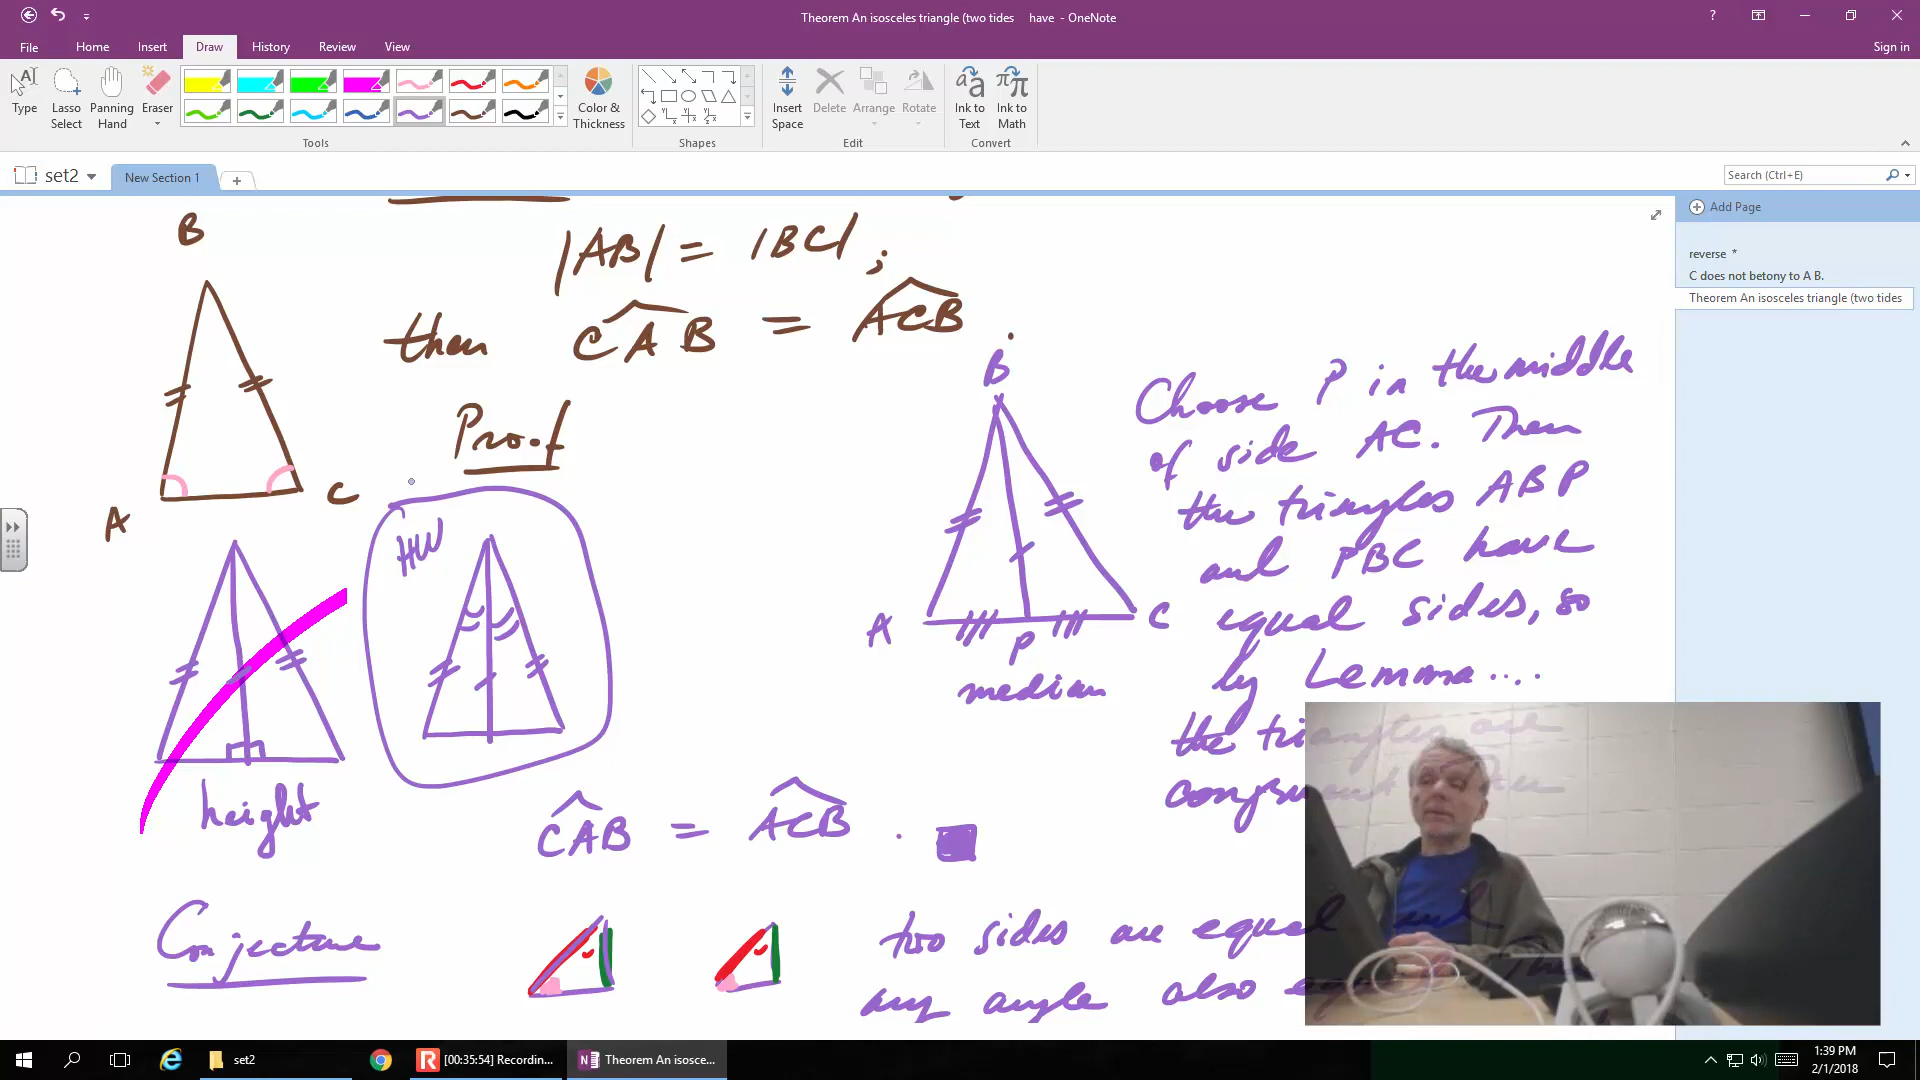 Theorem An isosceles triangle (two tides have - OneNote
File Home Insert Draw History Review View
Sign in
Type
Lasso Select
Panning Hand
Eraser
Color & Thickness
Insert Space
Delete
Arrange
Rotate
Ink to Text
Ink to Math
Tools
Shapes
Edit
Convert
set2
New Section 1
Search (Ctrl+E)
Add Page
reverse *
C does not betony to A B.
Theorem An isosceles triangle (two tides
B
|AB| = |BC| ;
then CAB = ACB .
A
C
Proof
HW
height
B
A
P
C
median
Choose P in the middle
of side AC. Then
the triangles ABP
and PBC have
equal sides, so
by Lemma....
the triangles are
congruent
CAB = ACB .
Conjecture
two sides are equal
any angle also
set2
[00:35:54] Recordin...
Theorem An isosce...
1:39 PM
2/1/2018